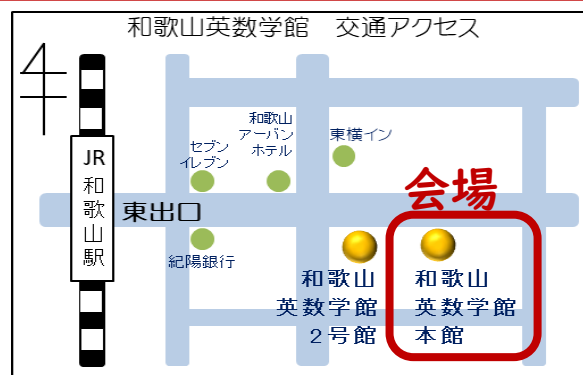 和歌山英数学館　交通アクセス
和歌山
アーバン
ホテル
セブン
イレブン
東横イン
JR
和歌山駅
東出口
会場
紀陽銀行
和歌山
英数学館
２号館
和歌山
英数学館
本館